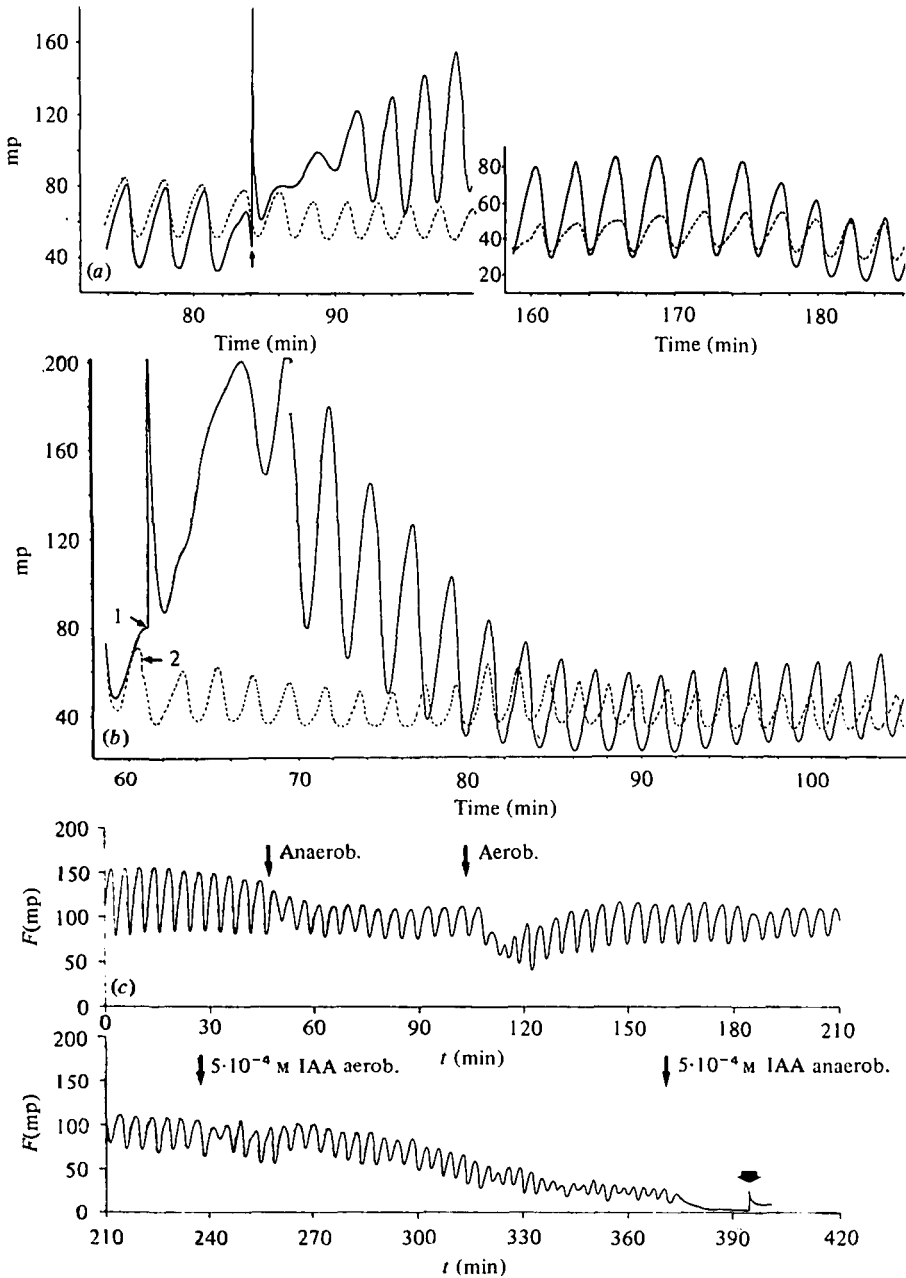 160
120
80
40
mp
(a)
80 90
Time (min)
80
60
40
20
160 170 180
Time (min)
200
160
120
80
40
mp
1
2
(b)
60 70 80 90 100
Time (min)
200
150
100
50
0
F(mp)
Anaerob.
Aerob.
(c)
0 30 60 90 120 150 180 210
t (min)
200
150
100
50
0
F(mp)
5·10⁻⁴ M IAA aerob.
5·10⁻⁴ M IAA anaerob.
210 240 270 300 330 360 390 420
t (min)